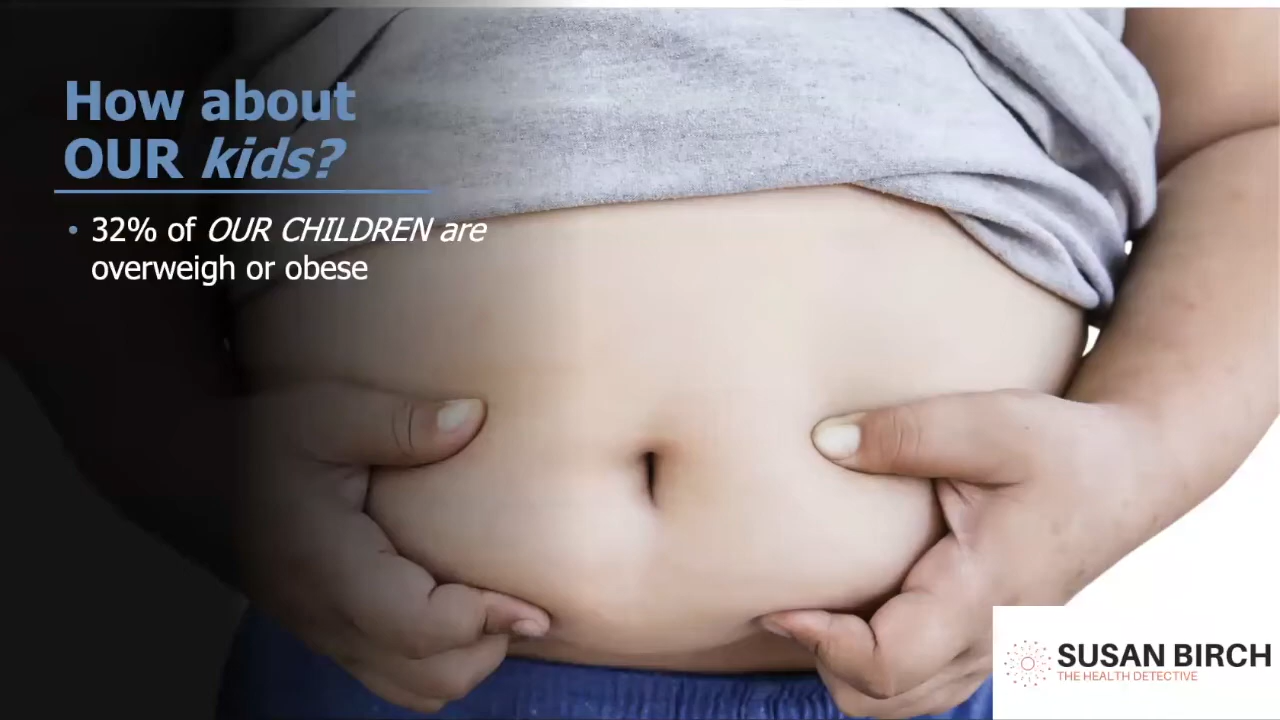 How about
OUR kids?
• 32% of OUR CHILDREN are
overweigh or obese
SUSAN BIRCH
THE HEALTH DETECTIVE